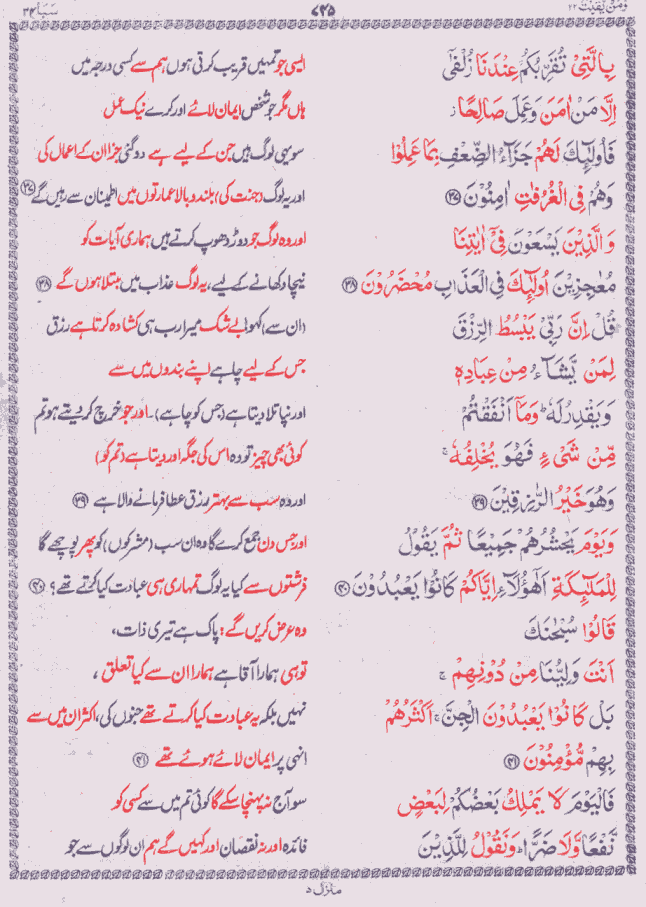 وَمَنْ يَّقْنُتْ ۲۲
۷۲۵
سَبَا ۳۴
بِالَّتِیْ تُقَرِّبُكُمْ عِنْدَنَا زُلْفٰۤی
ایسی جو تمہیں قریب کرتی ہوں ہم سے کسی درجہ میں
اِلَّا مَنْ اٰمَنَ وَعَمِلَ صَالِحًا ز
ہاں مگر جو شخص ایمان لائے اور کرے نیک عمل
فَاُولٰٓىِٕكَ لَهُمْ جَزَآءُ الضِّعْفِ بِمَا عَمِلُوْا
سو یہی لوگ ہیں جن کے لیے ہے دوگنی جزا ان کے اعمال کی
وَهُمْ فِی الْغُرُفٰتِ اٰمِنُوْنَ ۳۷
اور یہ لوگ (جنت کی) بلند و بالا عمارتوں میں اطمینان سے رہیں گے ۳۷
وَالَّذِیْنَ یَسْعَوْنَ فِیْۤ اٰیٰتِنَا
اور وہ لوگ جو دوڑ دھوپ کرتے ہیں ہماری آیات کو
مُعٰجِزِیْنَ اُولٰٓىِٕكَ فِی الْعَذَابِ مُحْضَرُوْنَ ۳۸
نیچا دکھانے کے لیے، یہ لوگ عذاب میں مبتلا ہوں گے ۳۸
قُلْ اِنَّ رَبِّیْ یَبْسُطُ الرِّزْقَ
(ان سے) کہو! بے شک میرا رب ہی کشادہ کرتا ہے رزق
لِمَنْ یَّشَآءُ مِنْ عِبَادِهٖ
جس کے لیے چاہے اپنے بندوں میں سے
وَیَقْدِرُ لَهٗ ؕ وَمَاۤ اَنْفَقْتُمْ
اور نپا تلا دیتا ہے (جس کو چاہے)۔ اور جو خرچ کر دیتے ہو تم
مِّنْ شَیْءٍ فَهُوَ یُخْلِفُهٗ ۚ
کوئی بھی چیز تو وہ اس کی جگہ اور دیتا ہے (تم کو)
وَهُوَ خَیْرُ الرّٰزِقِیْنَ ۳۹
اور وہ سب سے بہتر رزق عطا فرمانے والا ہے ۳۹
وَیَوْمَ یَحْشُرُهُمْ جَمِیْعًا ثُمَّ یَقُوْلُ
اور جس دن جمع کرے گا وہ ان سب (مشرکوں) کو پھر پوچھے گا
لِلْمَلٰٓىِٕكَةِ اَهٰۤؤُلَآءِ اِیَّاكُمْ كَانُوْا یَعْبُدُوْنَ ۴۰
فرشتوں سے کیا یہ لوگ تمہاری ہی عبادت کیا کرتے تھے؟ ۴۰
قَالُوْا سُبْحٰنَكَ
وہ عرض کریں گے: پاک ہے تیری ذات،
اَنْتَ وَلِیُّنَا مِنْ دُوْنِهِمْ ۚ
تو ہی ہمارا آقا ہے ہمارا ان سے کیا تعلق،
بَلْ كَانُوْا یَعْبُدُوْنَ الْجِنَّ ۚ اَكْثَرُهُمْ
نہیں بلکہ یہ عبادت کیا کرتے تھے جنوں کی، اکثر ان میں سے
بِهِمْ مُّؤْمِنُوْنَ ۴۱
انہی پر ایمان لائے ہوئے تھے ۴۱
فَالْیَوْمَ لَا یَمْلِكُ بَعْضُكُمْ لِبَعْضٍ
سو آج نہ پہنچا سکے گا کوئی تم میں سے کسی کو
نَّفْعًا وَّلَا ضَرًّا ؕ وَنَقُوْلُ لِلَّذِیْنَ
فائدہ اور نہ نقصان اور کہیں گے ہم ان لوگوں سے جو
منزل ۵